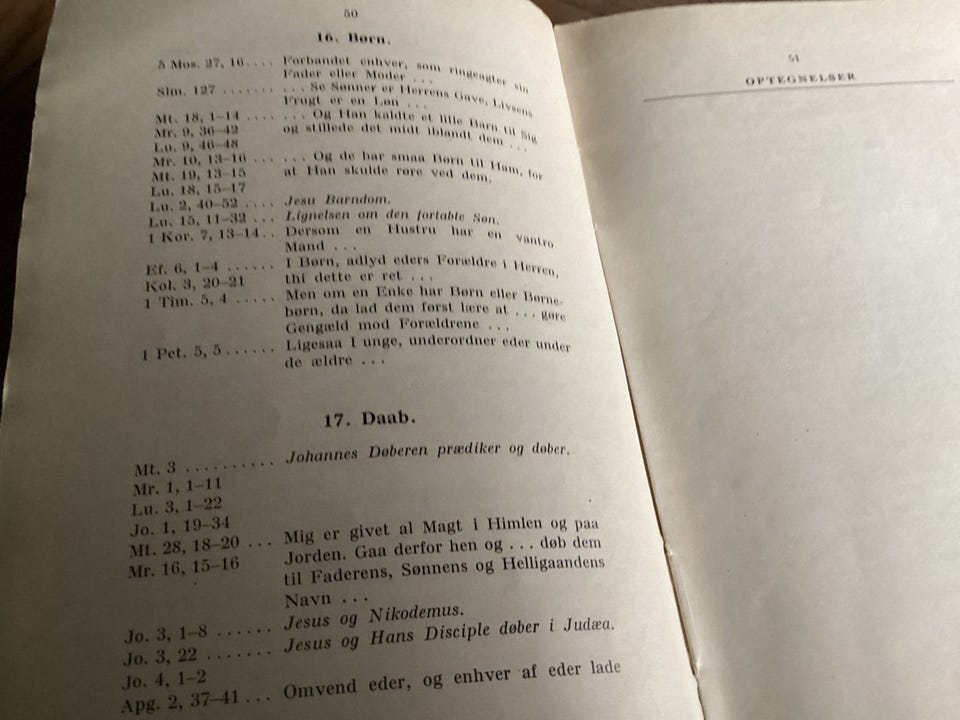 50
16. Børn.
5 Mos. 27, 16 .... Forbandet enhver, som ringeagter sin
Fader eller Moder ...
Slm. 127 ....... ... Se Sønner er Herrens Gave, Livsens
Frugt er en Løn ...
Mt. 18, 1–14 .... ... Og Han kaldte et lille Barn til Sig
Mr. 9, 36–42 og stillede det midt iblandt dem ...
Lu. 9, 46–48
Mr. 10, 13–16 ... ... Og de bar smaa Børn til Ham, for
Mt. 19, 13–15 at Han skulde røre ved dem.
Lu. 18, 15–17
Lu. 2, 40–52 .... Jesu Barndom.
Lu. 15, 11–32 ... Lignelsen om den fortabte Søn.
1 Kor. 7, 13–14.. Dersom en Hustru har en vantro
Mand ...
Ef. 6, 1–4 ...... I Børn, adlyd eders Forældre i Herren,
Kol. 3, 20–21 thi dette er ret ...
1 Tim. 5, 4 ..... Men om en Enke har Børn eller Børne-
børn, da lad dem først lære at ... gøre
Gengæld mod Forældrene ...
1 Pet. 5, 5 ...... Ligesaa I unge, underordner eder under
de ældre ...
17. Daab.
Mt. 3 .......... Johannes Døberen prædiker og døber.
Mr. 1, 1–11
Lu. 3, 1–22
Jo. 1, 19–34
Mt. 28, 18–20 ... Mig er givet al Magt i Himlen og paa
Mr. 16, 15–16 Jorden. Gaa derfor hen og ... døb dem
til Faderens, Sønnens og Helligaandens
Navn ...
Jo. 3, 1–8 ...... Jesus og Nikodemus.
Jo. 3, 22 ....... Jesus og Hans Disciple døber i Judæa.
Jo. 4, 1–2
Apg. 2, 37–41 ... Omvend eder, og enhver af eder lade
51
OPTEGNELSER